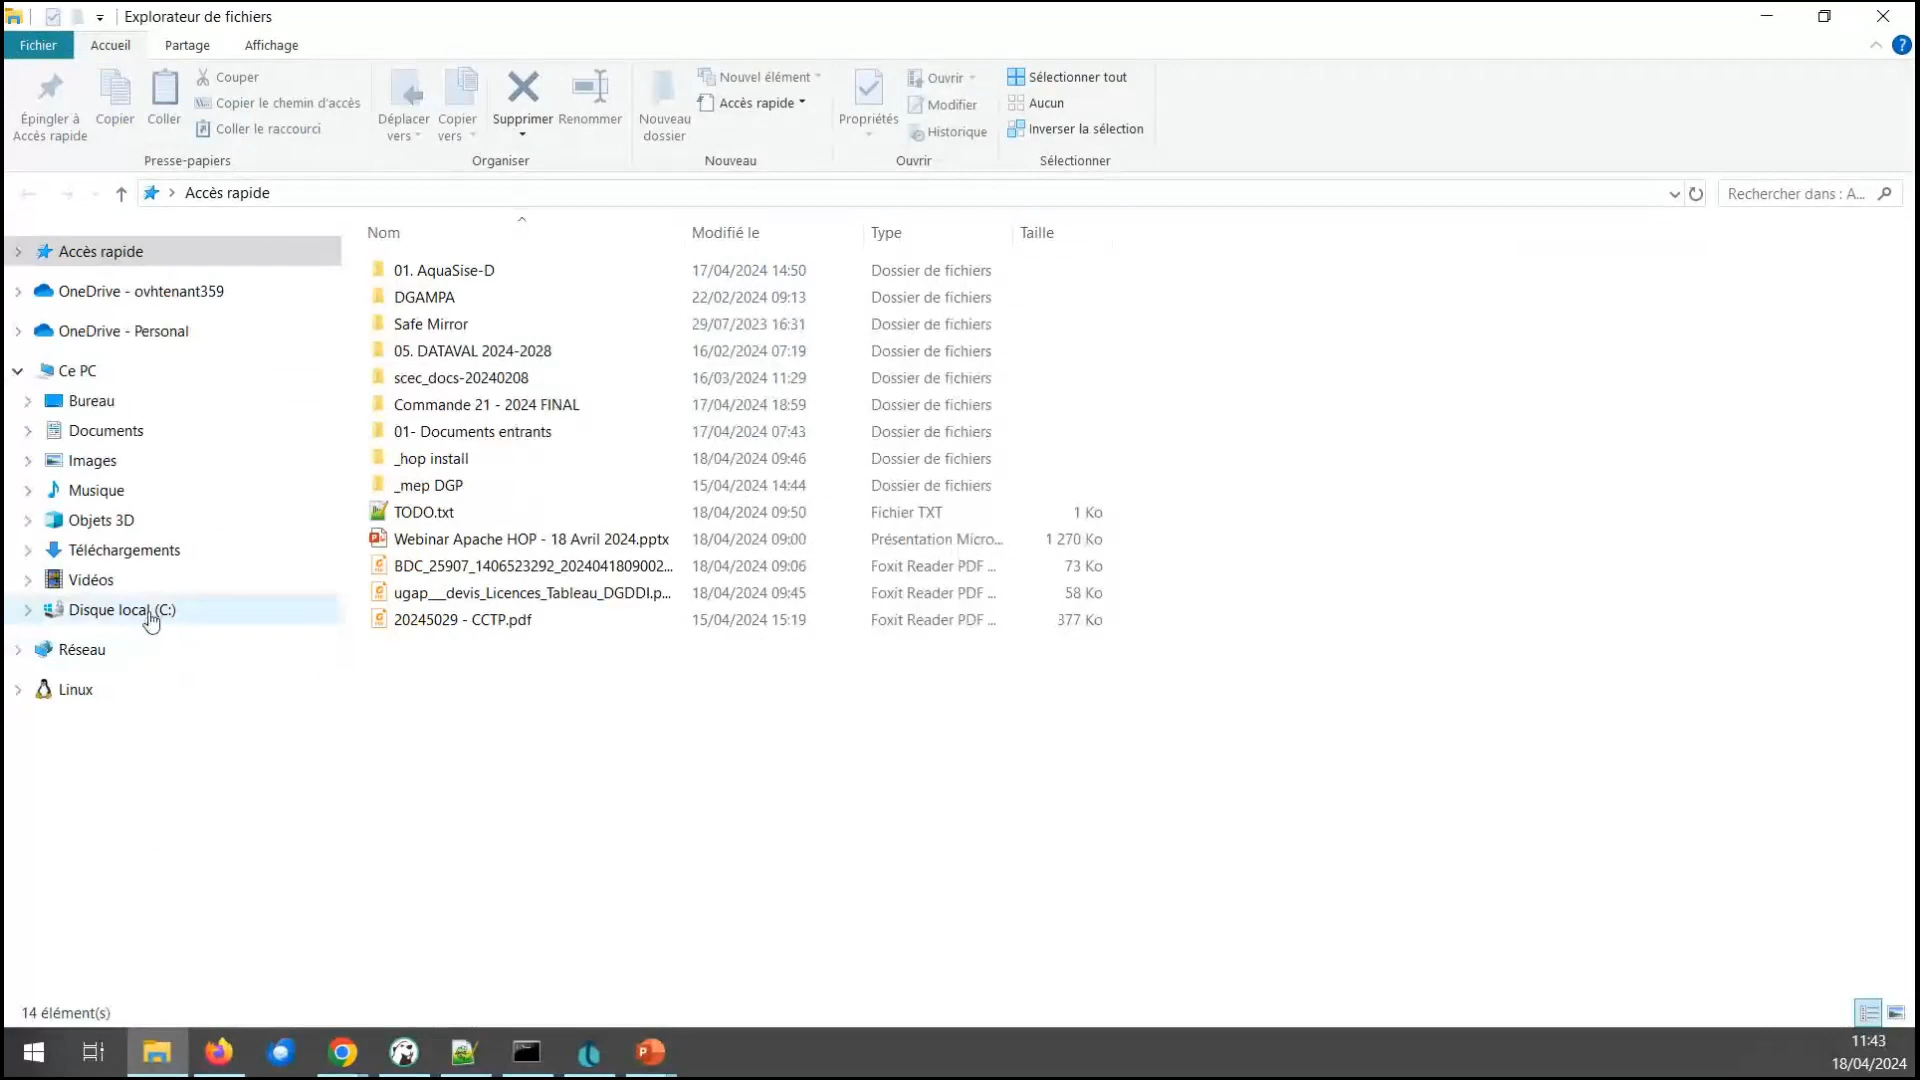 Explorateur de fichiers
Fichier Accueil Partage Affichage
Épingler à Accès rapide
Copier
Coller
Couper
Copier le chemin d'accès
Coller le raccourci
Presse-papiers
Déplacer vers
Copier vers
Supprimer
Renommer
Organiser
Nouveau dossier
Nouvel élément
Accès rapide
Nouveau
Propriétés
Ouvrir
Modifier
Historique
Ouvrir
Sélectionner tout
Aucun
Inverser la sélection
Sélectionner
Accès rapide
Rechercher dans : A...
Accès rapide
OneDrive - ovhtenant359
OneDrive - Personal
Ce PC
Bureau
Documents
Images
Musique
Objets 3D
Téléchargements
Vidéos
Disque local (C:)
Réseau
Linux
Nom Modifié le Type Taille
01. AquaSise-D 17/04/2024 14:50 Dossier de fichiers
DGAMPA 22/02/2024 09:13 Dossier de fichiers
Safe Mirror 29/07/2023 16:31 Dossier de fichiers
05. DATAVAL 2024-2028 16/02/2024 07:19 Dossier de fichiers
scec_docs-20240208 16/03/2024 11:29 Dossier de fichiers
Commande 21 - 2024 FINAL 17/04/2024 18:59 Dossier de fichiers
01- Documents entrants 17/04/2024 07:43 Dossier de fichiers
_hop install 18/04/2024 09:46 Dossier de fichiers
_mep DGP 15/04/2024 14:44 Dossier de fichiers
TODO.txt 18/04/2024 09:50 Fichier TXT 1 Ko
Webinar Apache HOP - 18 Avril 2024.pptx 18/04/2024 09:00 Présentation Micro... 1 270 Ko
BDC_25907_1406523292_2024041809002... 18/04/2024 09:06 Foxit Reader PDF ... 73 Ko
ugap__devis_Licences_Tableau_DGDDI.p... 18/04/2024 09:45 Foxit Reader PDF ... 58 Ko
20245029 - CCTP.pdf 15/04/2024 15:19 Foxit Reader PDF ... 377 Ko
14 élément(s)
11:43
18/04/2024